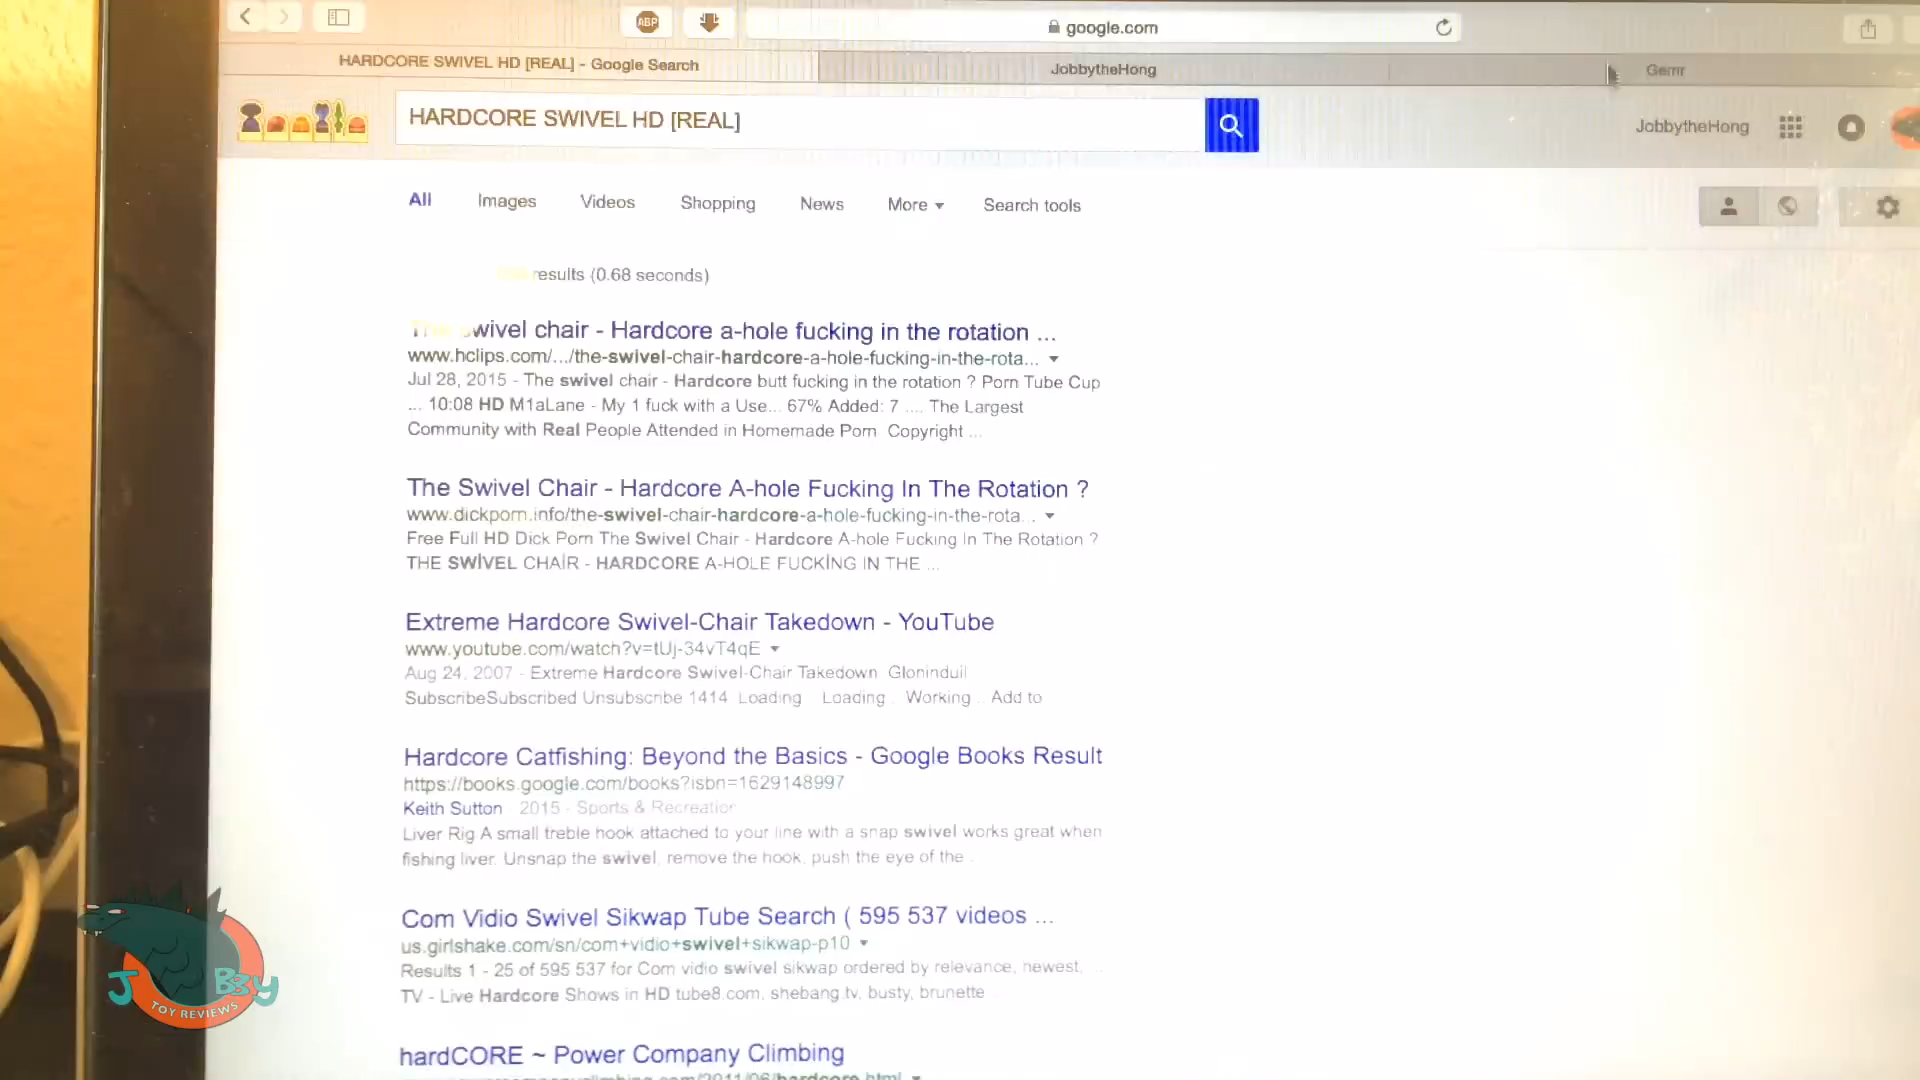 ABP
google.com
HARDCORE SWIVEL HD [REAL] - Google Search
JobbytheHong
Gemr
HARDCORE SWIVEL HD [REAL]
JobbytheHong
All Images Videos Shopping News More Search tools
results (0.68 seconds)
The swivel chair - Hardcore a-hole fucking in the rotation ...
www.hclips.com/.../the-swivel-chair-hardcore-a-hole-fucking-in-the-rota...
Jul 28, 2015 - The swivel chair - Hardcore butt fucking in the rotation ? Porn Tube Cup
... 10:08 HD M1aLane - My 1 fuck with a Use... 67% Added: 7 .... The Largest
Community with Real People Attended in Homemade Porn Copyright ...
The Swivel Chair - Hardcore A-hole Fucking In The Rotation ?
www.dickporn.info/the-swivel-chair-hardcore-a-hole-fucking-in-the-rota...
Free Full HD Dick Porn The Swivel Chair - Hardcore A-hole Fucking In The Rotation ?
THE SWİVEL CHAİR - HARDCORE A-HOLE FUCKİNG IN THE ...
Extreme Hardcore Swivel-Chair Takedown - YouTube
www.youtube.com/watch?v=tUj-34vT4qE
Aug 24, 2007 - Extreme Hardcore Swivel-Chair Takedown Gloninduil
SubscribeSubscribed Unsubscribe 1414 Loading Loading Working Add to
Hardcore Catfishing: Beyond the Basics - Google Books Result
https://books.google.com/books?isbn=1629148997
Keith Sutton - 2015 - Sports & Recreation
Liver Rig A small treble hook attached to your line with a snap swivel works great when
fishing liver. Unsnap the swivel, remove the hook, push the eye of the
Com Vidio Swivel Sikwap Tube Search ( 595 537 videos ...
us.girlshake.com/sn/com+vidio+swivel+sikwap-p10
Results 1 - 25 of 595 537 for Com vidio swivel sikwap ordered by relevance, newest, ...
TV - Live Hardcore Shows in HD tube8.com, shebang.tv, busty, brunette
hardCORE ~ Power Company Climbing
JOBBY
TOY REVIEWS